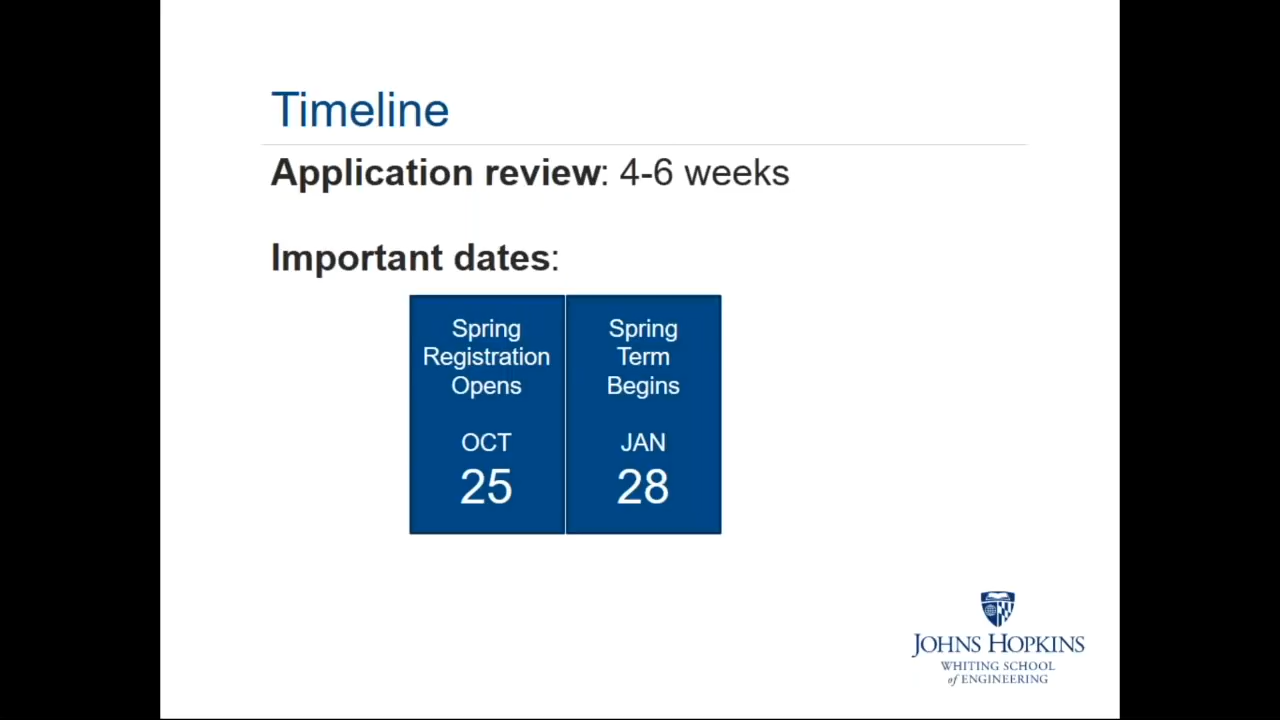 Timeline
Application review: 4-6 weeks
Important dates:
Spring
Registration
Opens
OCT
25
Spring
Term
Begins
JAN
28
JOHNS HOPKINS
WHITING SCHOOL
of ENGINEERING